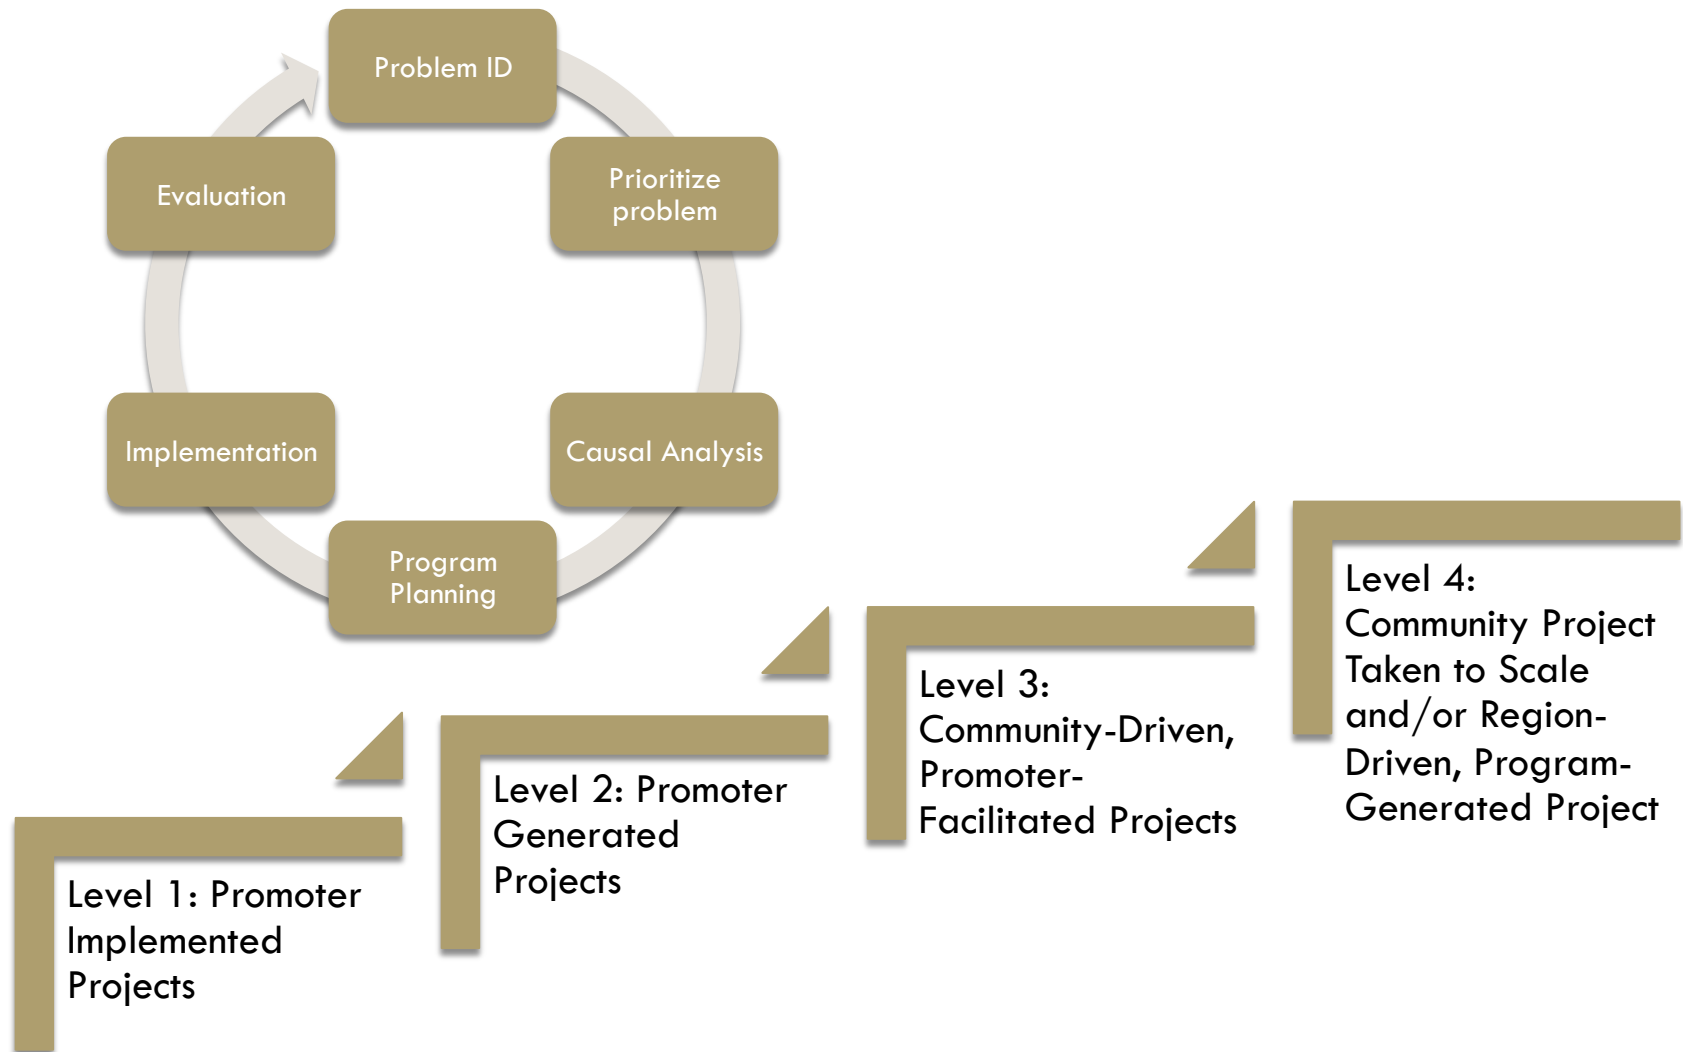 Problem ID
Prioritize
problem
Causal Analysis
Program
Planning
Implementation
Evaluation
Level 1: Promoter
Implemented
Projects
Level 2: Promoter
Generated
Projects
Level 3:
Community-Driven,
Promoter-
Facilitated Projects
Level 4:
Community Project
Taken to Scale
and/or Region-
Driven, Program-
Generated Project